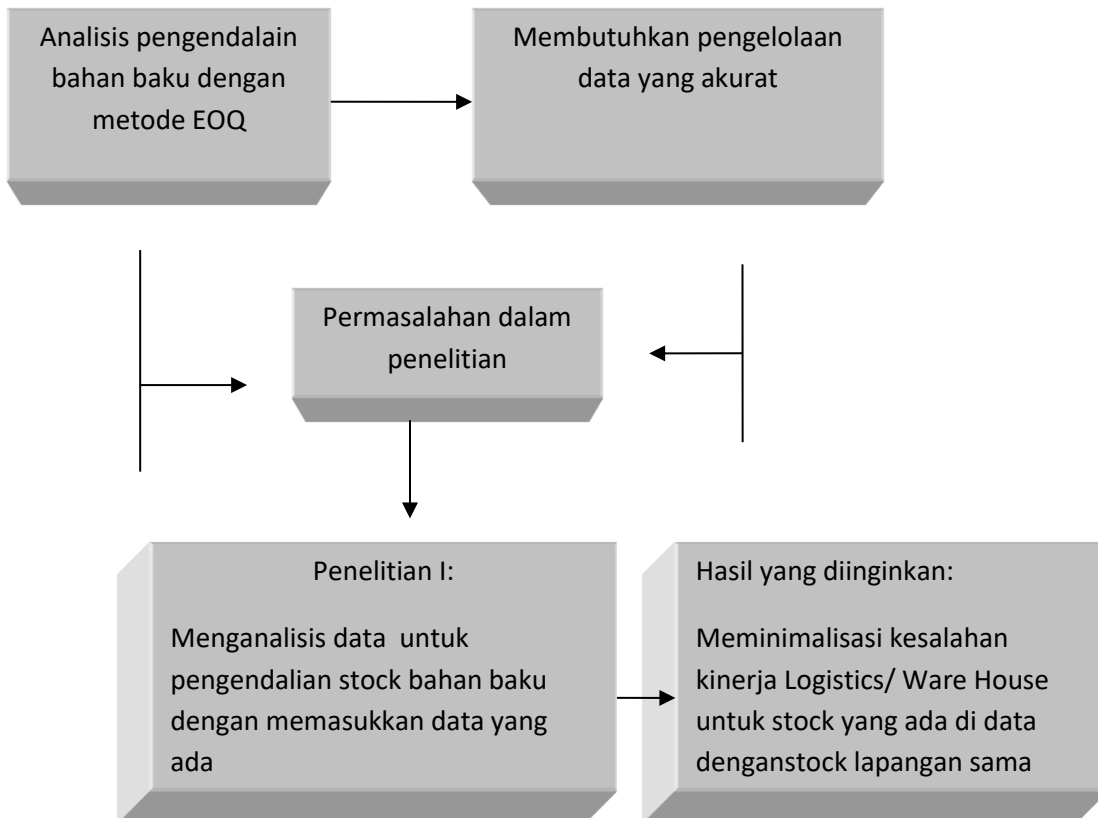 Analisis pengendalain
bahan baku dengan
metode EOQ
Membutuhkan pengelolaan
data yang akurat
Permasalahan dalam
penelitian
Penelitian I:
Menganalisis data untuk
pengendalian stock bahan baku
dengan memasukkan data yang
ada
Hasil yang diinginkan:
Meminimalisasi kesalahan
kinerja Logistics/ Ware House
untuk stock yang ada di data
denganstock lapangan sama